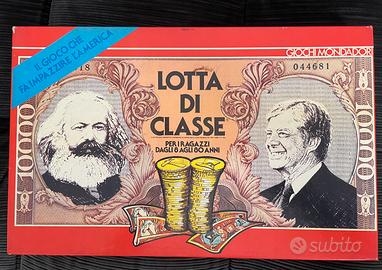 IL GIOCO CHE
FA IMPAZZIRE L'AMERICA
GIOCHI MONDADORI
18
044681
10000
10000
LOTTA
DI
CLASSE
PER I RAGAZZI
DAGLI 8 AGLI 80 ANNI
subito